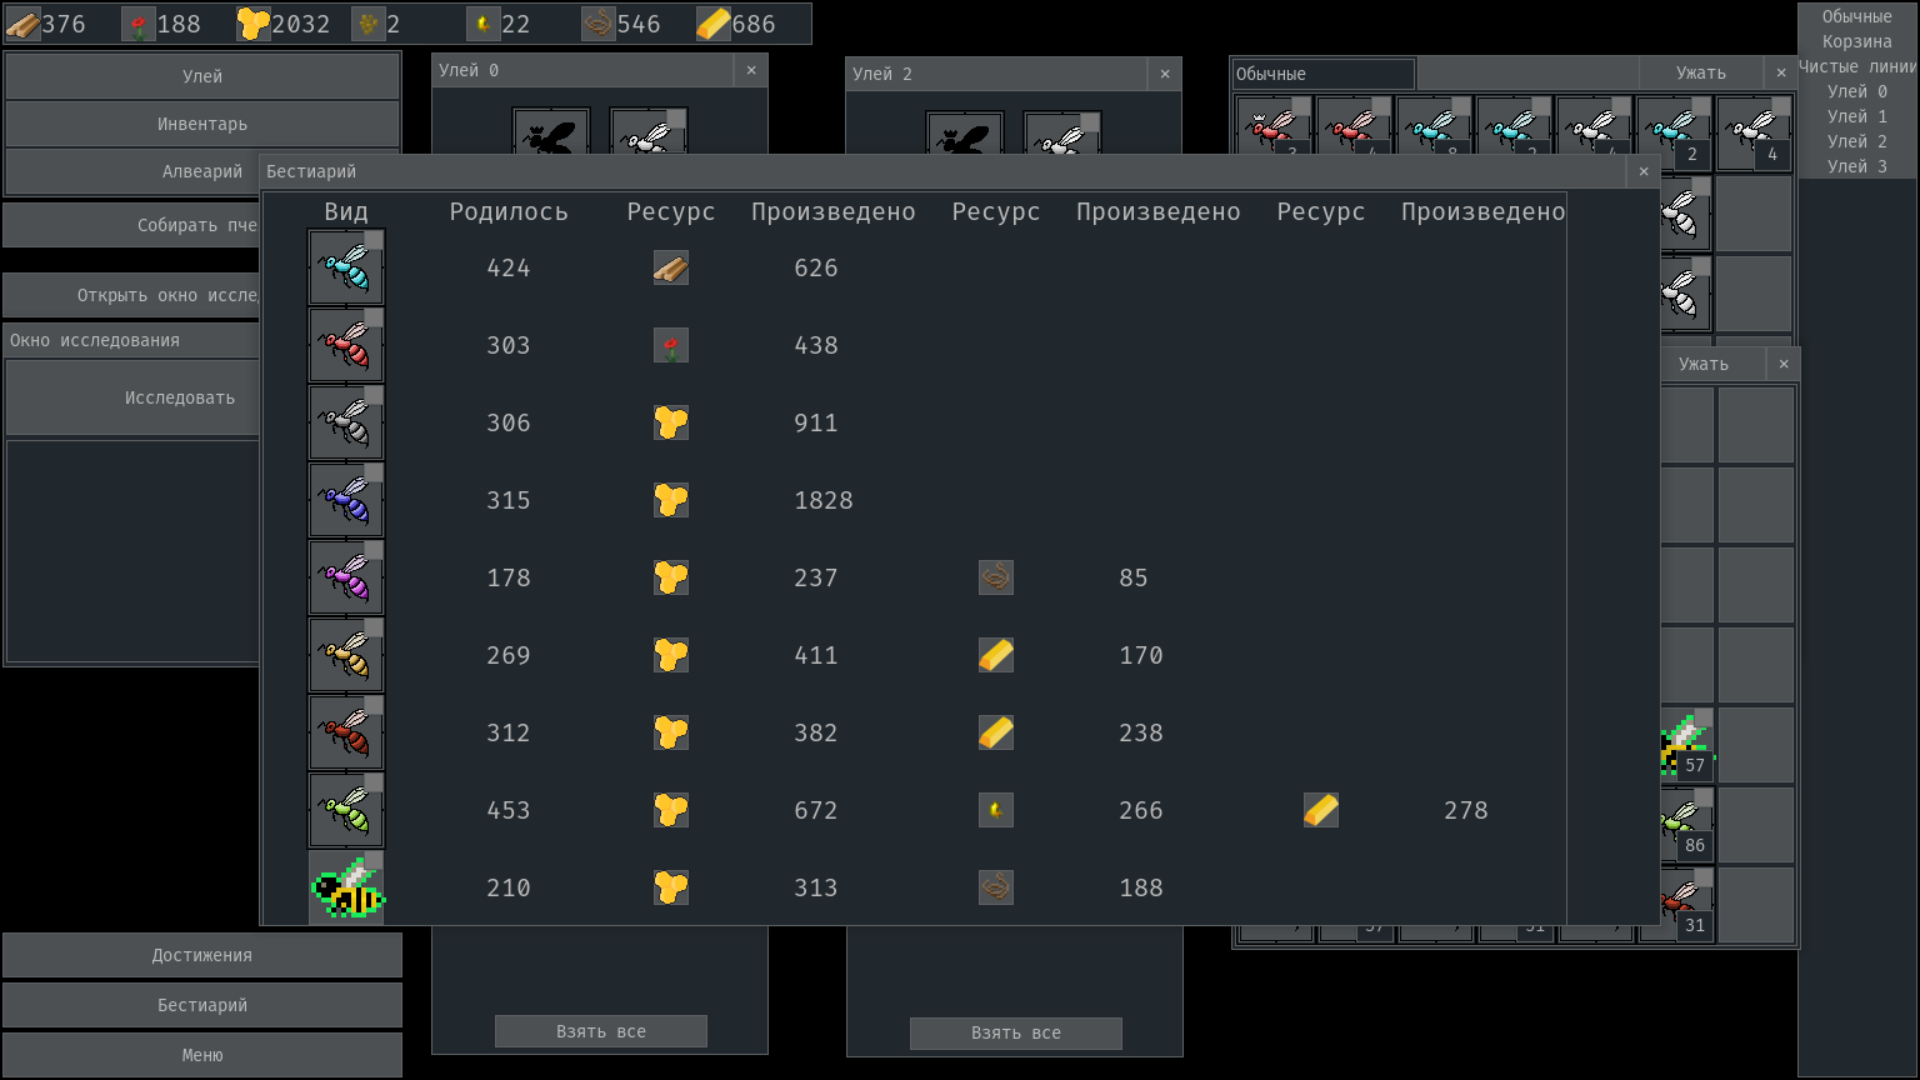 376 188 2032 2 22 546 686
Обычные
Корзина
Чистые линии
Улей 0
Улей 1
Улей 2
Улей 3
Улей
Инвентарь
Алвеарий
Собирать пче
Открыть окно иссле
Окно исследования
Исследовать
Улей 0 ×
Улей 2 ×
Обычные Ужать ×
2 4
Бестиарий ×
Вид Родилось Ресурс Произведено Ресурс Произведено Ресурс Произведено
424 626
303 438
306 911
315 1828
178 237 85
269 411 170
312 382 238
453 672 266 278
210 313 188
Ужать ×
57
86
31
Достижения
Бестиарий
Меню
Взять все
Взять все